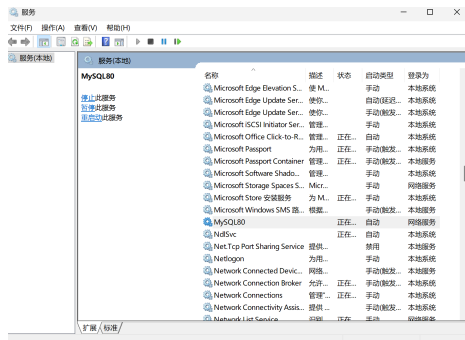 服务
文件(F) 操作(A) 查看(V) 帮助(H)
服务(本地)
服务(本地)
MySQL80
停止此服务
暂停此服务
重启动此服务
名称 描述 状态 启动类型 登录为
Microsoft Edge Elevation S... 使 M... 手动 本地系统
Microsoft Edge Update Ser... 使你... 自动(延迟... 本地系统
Microsoft Edge Update Ser... 使你... 手动(触发... 本地系统
Microsoft iSCSI Initiator Ser... 管理... 手动 本地系统
Microsoft Office Click-to-R... 管理... 正在... 自动 本地系统
Microsoft Passport 为用... 正在... 手动(触发... 本地系统
Microsoft Passport Container 管理... 正在... 手动(触发... 本地服务
Microsoft Software Shado... 管理... 手动 本地系统
Microsoft Storage Spaces S... Micr... 手动 网络服务
Microsoft Store 安装服务 为 M... 正在... 手动 本地系统
Microsoft Windows SMS 路... 根据... 手动(触发... 本地服务
MySQL80 正在... 自动 网络服务
NdlSvc 正在... 自动 本地系统
Net.Tcp Port Sharing Service 提供... 禁用 本地服务
Netlogon 为用... 手动 本地系统
Network Connected Devic... 网络... 手动(触发... 本地服务
Network Connection Broker 允许... 正在... 手动(触发... 本地系统
Network Connections 管理"... 正在... 手动 本地系统
Network Connectivity Assis... 提供 ... 手动(触发... 本地系统
Network List Service 识别... 正在... 手动 网络服务
扩展 标准